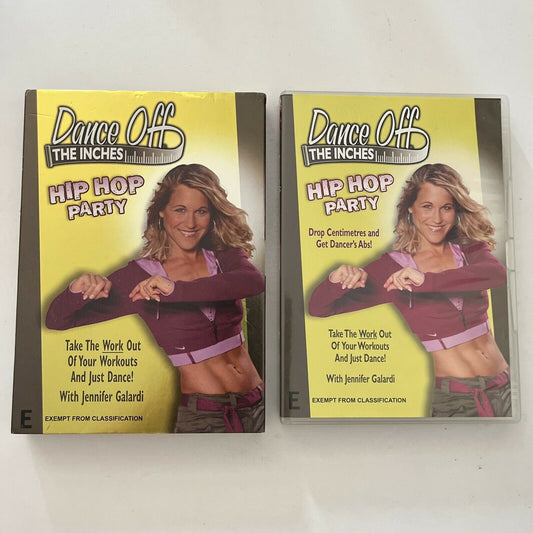 Dance Off
THE INCHES
HIP HOP
PARTY
Take The Work Out
Of Your Workouts
And Just Dance!
With Jennifer Galardi
E
EXEMPT FROM CLASSIFICATION
Dance Off
THE INCHES
HIP HOP
PARTY
Drop Centimetres and
Get Dancer's Abs!
Take The Work Out
Of Your Workouts
And Just Dance!
With Jennifer Galardi
E
EXEMPT FROM CLASSIFICATION